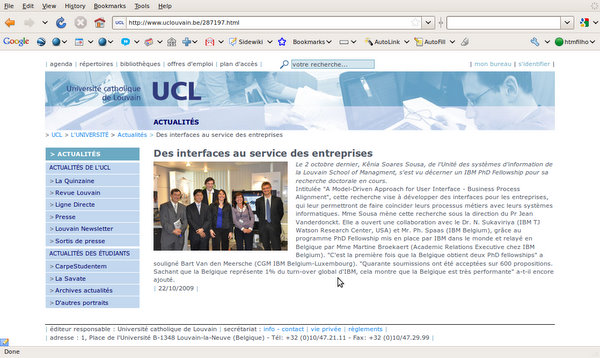 File Edit View History Bookmarks Tools Help
UCL http://www.uclouvain.be/287197.html
Google Sidewiki Bookmarks AutoLink AutoFill htmfilho
| agenda | répertoires | bibliothèques | offres d'emploi | plan d'accès | votre recherche... | mon bureau | s'identifier |
Université catholique
de Louvain
UCL
ACTUALITÉS
> UCL > L'UNIVERSITÉ > Actualités > Des interfaces au service des entreprises
> ACTUALITÉS
ACTUALITÉS DE L'UCL
> La Quinzaine
> Revue Louvain
> Ligne Directe
> Presse
> Louvain Newsletter
> Sortis de presse
ACTUALITÉS DES ÉTUDIANTS
> CarpeStudentem
> La Savate
> Archives actualités
> D'autres portraits
Des interfaces au service des entreprises
Le 2 octobre dernier, Kênia Soares Sousa, de l'Unité des systèmes d'information de
la Louvain School of Managment, s'est vu décerner un IBM PhD Fellowship pour sa
recherche doctorale en cours.
Intitulée "A Model-Driven Approach for User Interface - Business Process
Alignment", cette recherche vise à développer des interfaces pour les entreprises,
qui leur permettront de faire coïncider leurs processus métiers avec leurs systèmes
informatiques. Mme Sousa mène cette recherche sous la direction du Pr Jean
Vanderdonckt. Elle a ouvert une collaboration avec le Dr. N. Sukaviriya (IBM TJ
Watson Research Center, USA) et Mr. Ph. Spaas (IBM Belgium), grâce au
programme PhD Fellowship mis en place par IBM dans le monde et relayé en
Belgique par Mme Martine Broekaert (Academic Relations Executive chez IBM
Belgium). "C'est la première fois que la Belgique obtient deux PhD fellowships" a
souligné Bart Van den Meersche (CGM IBM Belgium-Luxembourg). "Quarante soumissions ont été acceptées sur 600 propositions.
Sachant que la Belgique représente 1% du turn-over global d'IBM, cela montre que la Belgique est très performante" a-t-il encore
ajouté.
| 22/10/2009 |
| éditeur responsable : Université catholique de Louvain | secrétariat : info - contact | vie privée | règlements |
| adresse : 1, Place de l'Université B-1348 Louvain-la-Neuve (Belgique) - Tél: +32 (0)10/47.21.11 - Fax: +32 (0)10/47.29.99 |
Done